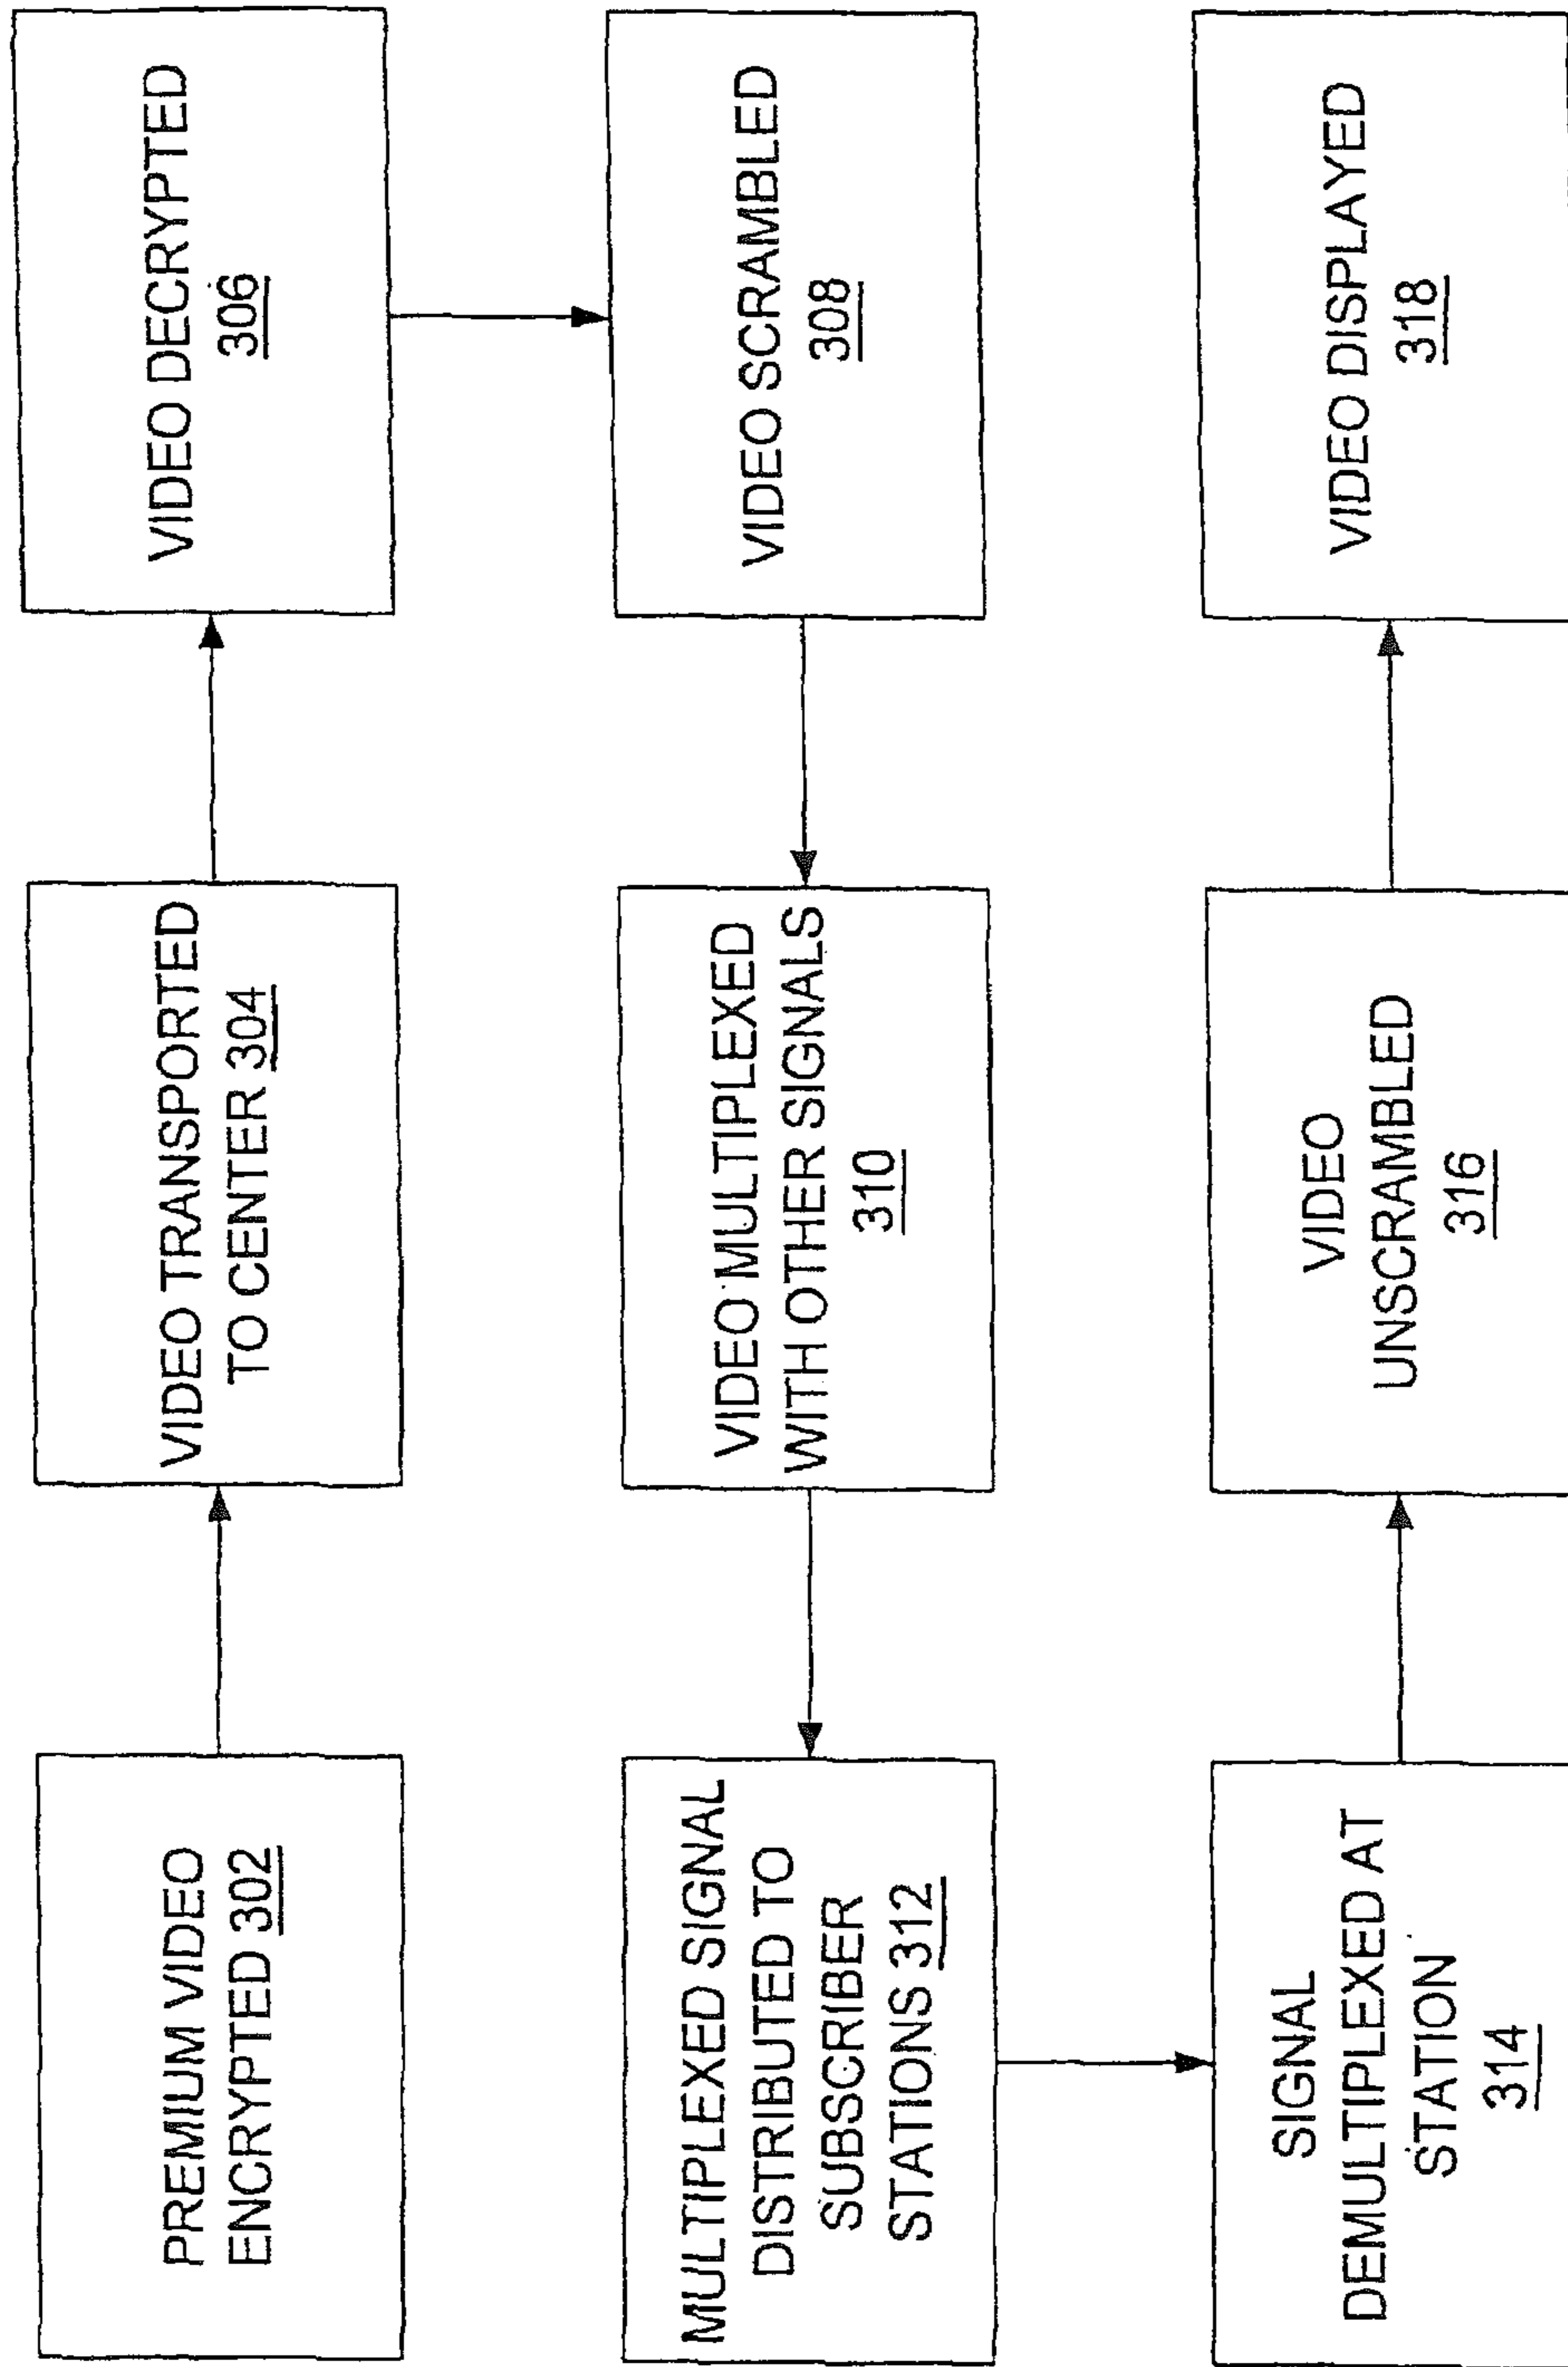 PREMIUM VIDEO
ENCRYPTED 302
VIDEO TRANSPORTED
TO CENTER 304
VIDEO DECRYPTED
306
VIDEO SCRAMBLED
308
VIDEO MULTIPLEXED
WITH OTHER SIGNALS
310
MULTIPLEXED SIGNAL
DISTRIBUTED TO
SUBSCRIBER
STATIONS 312
SIGNAL
DEMULTIPLEXED AT
STATION
314
VIDEO
UNSCRAMBLED
316
VIDEO DISPLAYED
318